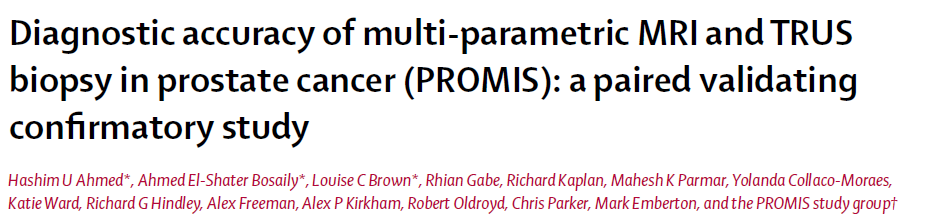 Diagnostic accuracy of multi-parametric MRI and TRUS
biopsy in prostate cancer (PROMIS): a paired validating
confirmatory study
Hashim U Ahmed*, Ahmed El-Shater Bosaily*, Louise C Brown*, Rhian Gabe, Richard Kaplan, Mahesh K Parmar, Yolanda Collaco-Moraes,
Katie Ward, Richard G Hindley, Alex Freeman, Alex P Kirkham, Robert Oldroyd, Chris Parker, Mark Emberton, and the PROMIS study group†